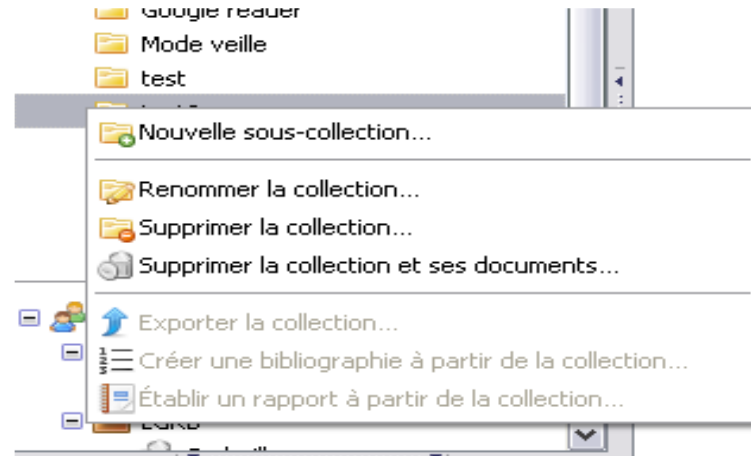 Google reader
Mode veille
test
Nouvelle sous-collection...
Renommer la collection...
Supprimer la collection...
Supprimer la collection et ses documents...
Exporter la collection...
Créer une bibliographie à partir de la collection...
Établir un rapport à partir de la collection...